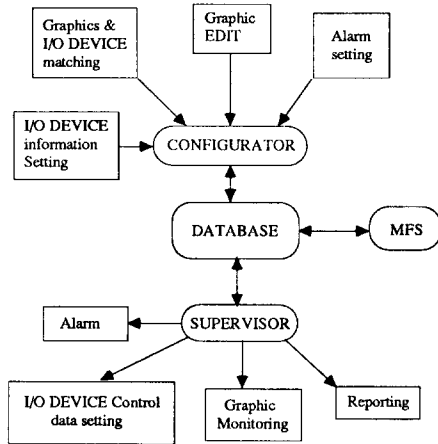 Graphics &
I/O DEVICE
matching
Graphic
EDIT
Alarm
setting
I/O DEVICE
information
Setting
CONFIGURATOR
DATABASE
MFS
SUPERVISOR
Alarm
I/O DEVICE Control
data setting
Graphic
Monitoring
Reporting